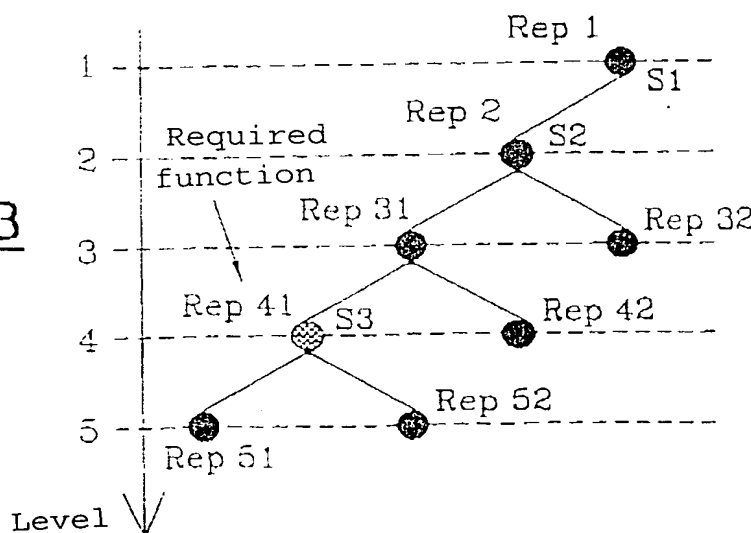 Rep 1
1
S1
Rep 2
S2
Required
function
2
3
Rep 31
Rep 32
3
Rep 41
S3
Rep 42
4
Rep 52
5
Rep 51
Level